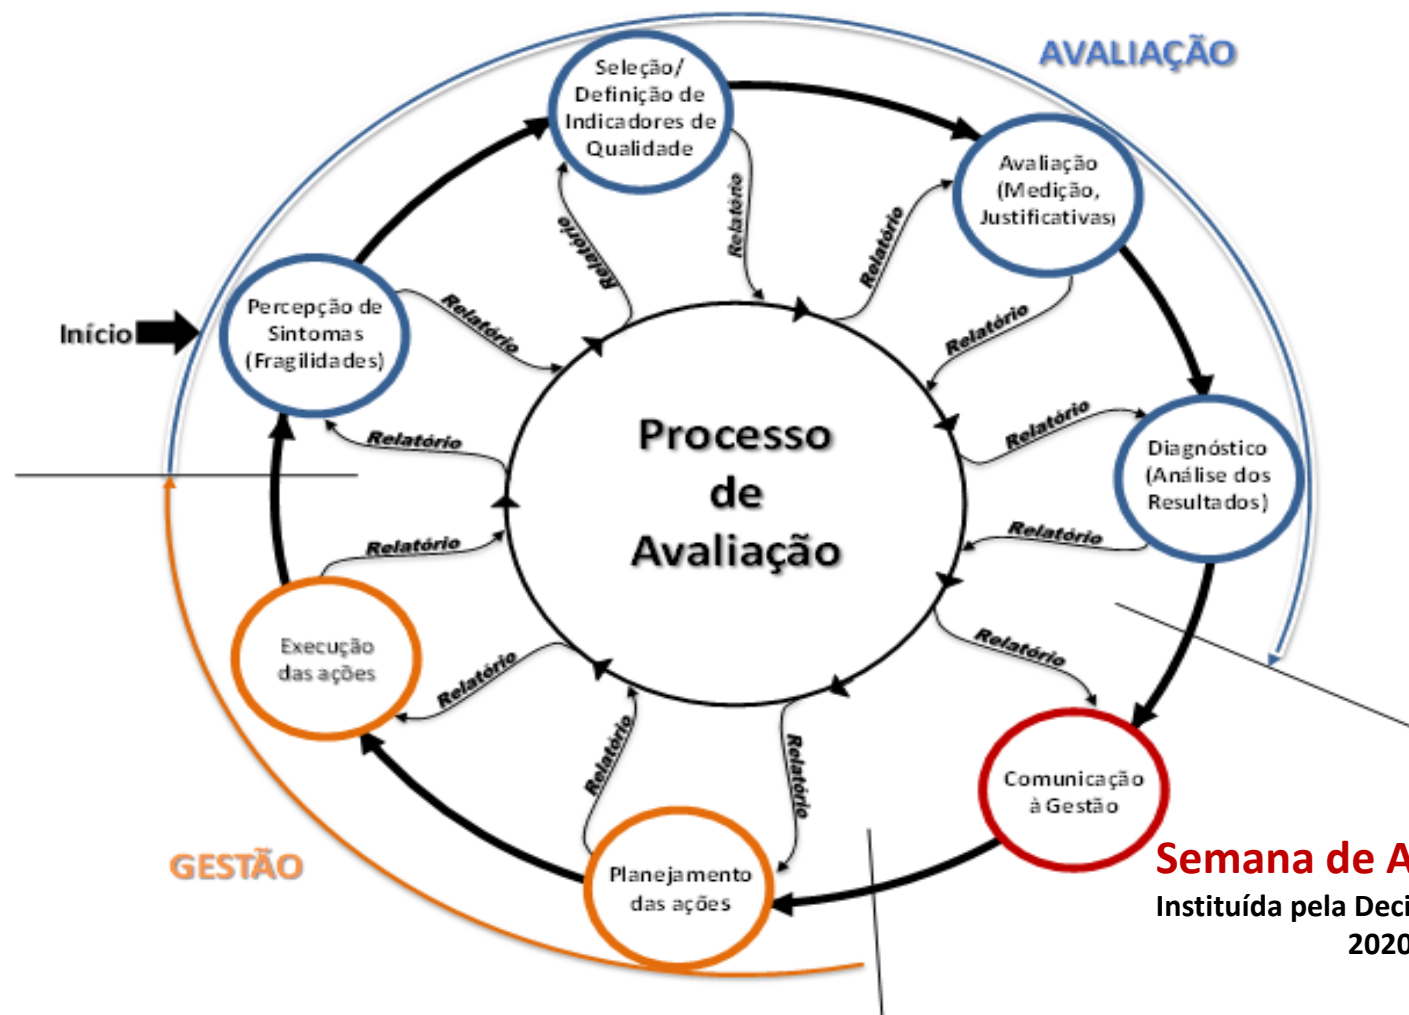 AVALIAÇÃO
Seleção/
Definição de
Indicadores de
Qualidade
Avaliação
(Medição,
Justificativas)
Relatório
Relatório
Relatório
Relatório
Percepção de
Sintomas
(Fragilidades)
Início
Relatório
Relatório
Relatório
Relatório
Processo
de
Avaliação
Diagnóstico
(Análise dos
Resultados)
Relatório
Relatório
Execução
das ações
Relatório
Relatório
Relatório
Relatório
Comunicação
à Gestão
GESTÃO
Planejamento
das ações
Semana de A
Instituída pela Deci
2020